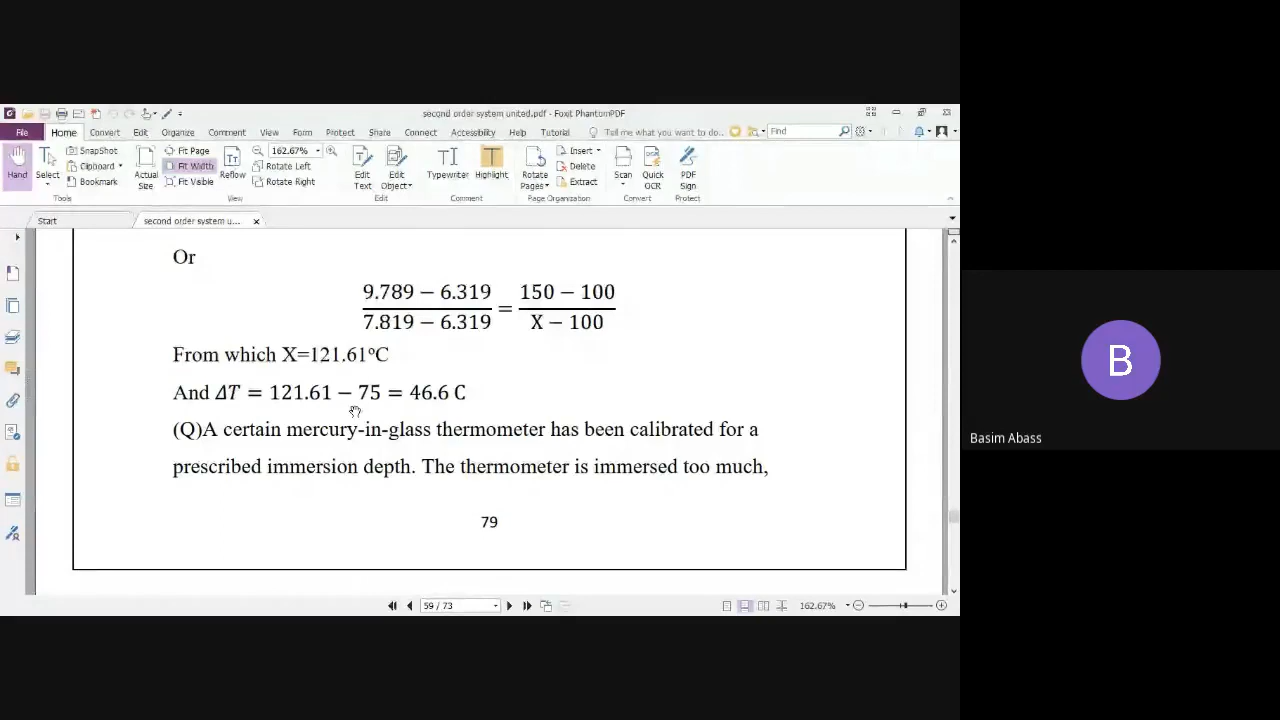 second order system united.pdf - Foxit PhantomPDF
File Home Convert Edit Organize Comment View Form Protect Share Connect Accessibility Help Tutorial Tell me what you want to do.. Find
Hand Select SnapShot Clipboard Bookmark Actual Size Fit Page Fit Width Fit Visible Reflow 162.67% Rotate Left Rotate Right Edit Text Edit Object Typewriter Highlight Rotate Pages Insert Delete Extract Scan Quick OCR PDF Sign
Tools View Edit Comment Page Organization Convert Protect
Start second order system u...
Or
9.789 − 6.319 / 7.819 − 6.319 = 150 − 100 / X − 100
From which X=121.61°C
And ΔT = 121.61 − 75 = 46.6 C
(Q)A certain mercury-in-glass thermometer has been calibrated for a
prescribed immersion depth. The thermometer is immersed too much,
79
59 / 73 162.67%
B
Basim Abass